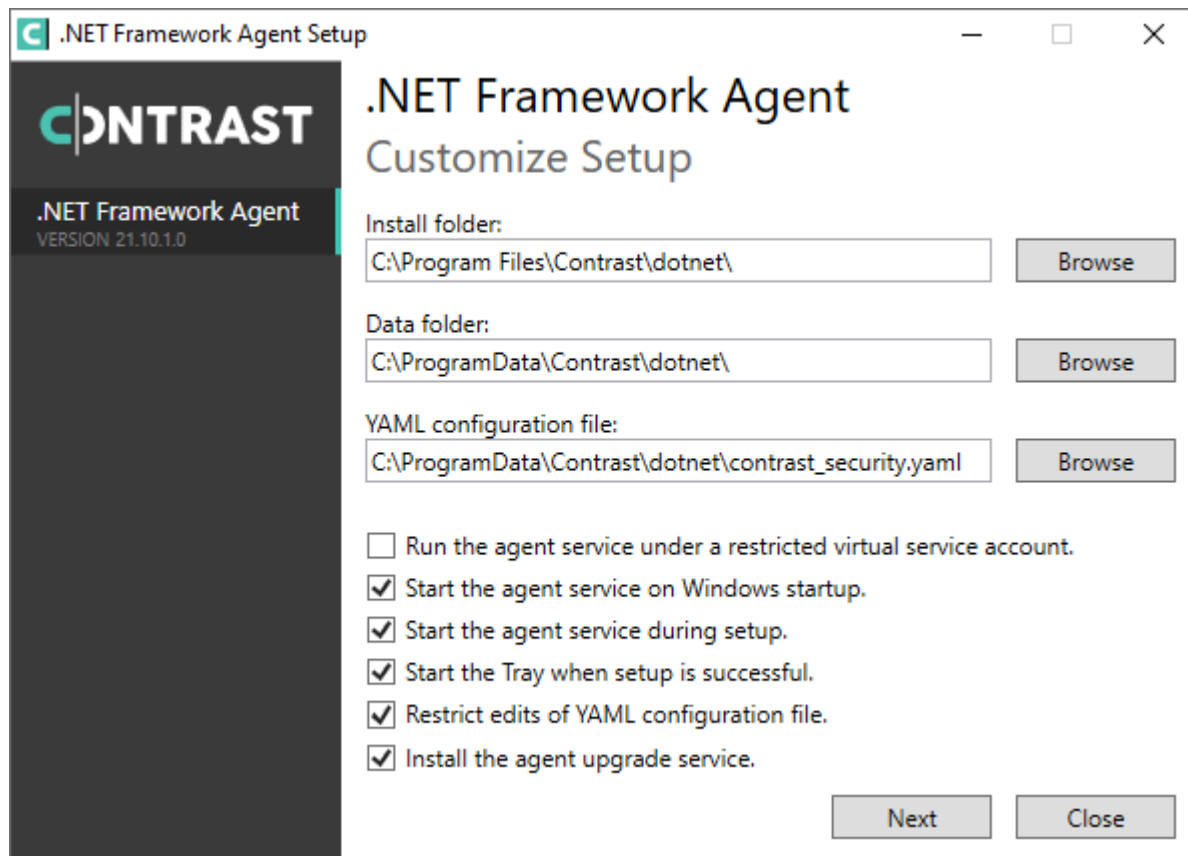 .NET Framework Agent Setup
CONTRAST
.NET Framework Agent
VERSION 21.10.1.0
.NET Framework Agent
Customize Setup
Install folder:
C:\Program Files\Contrast\dotnet\
Browse
Data folder:
C:\ProgramData\Contrast\dotnet\
Browse
YAML configuration file:
C:\ProgramData\Contrast\dotnet\contrast_security.yaml
Browse
Run the agent service under a restricted virtual service account.
Start the agent service on Windows startup.
Start the agent service during setup.
Start the Tray when setup is successful.
Restrict edits of YAML configuration file.
Install the agent upgrade service.
Next
Close